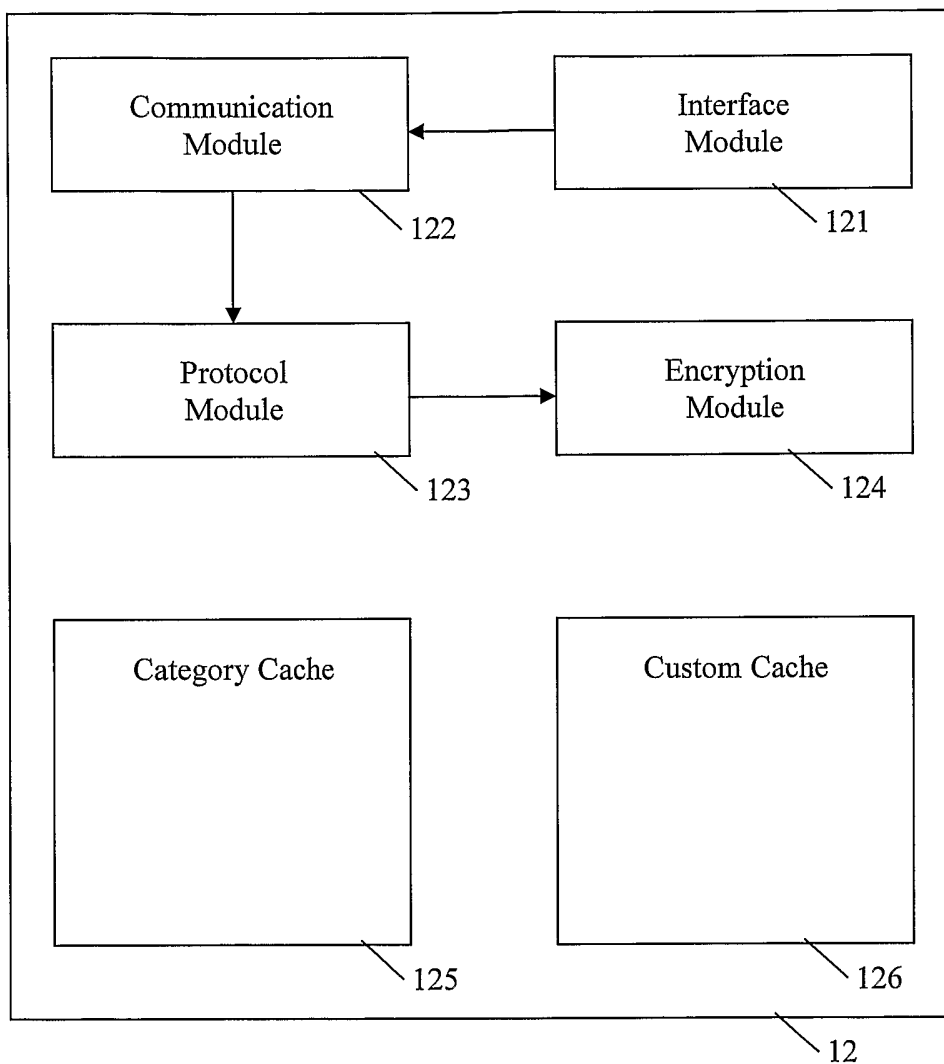 Communication
Module
122
Interface
Module
121
Protocol
Module
123
Encryption
Module
124
Category Cache
125
Custom Cache
126
12